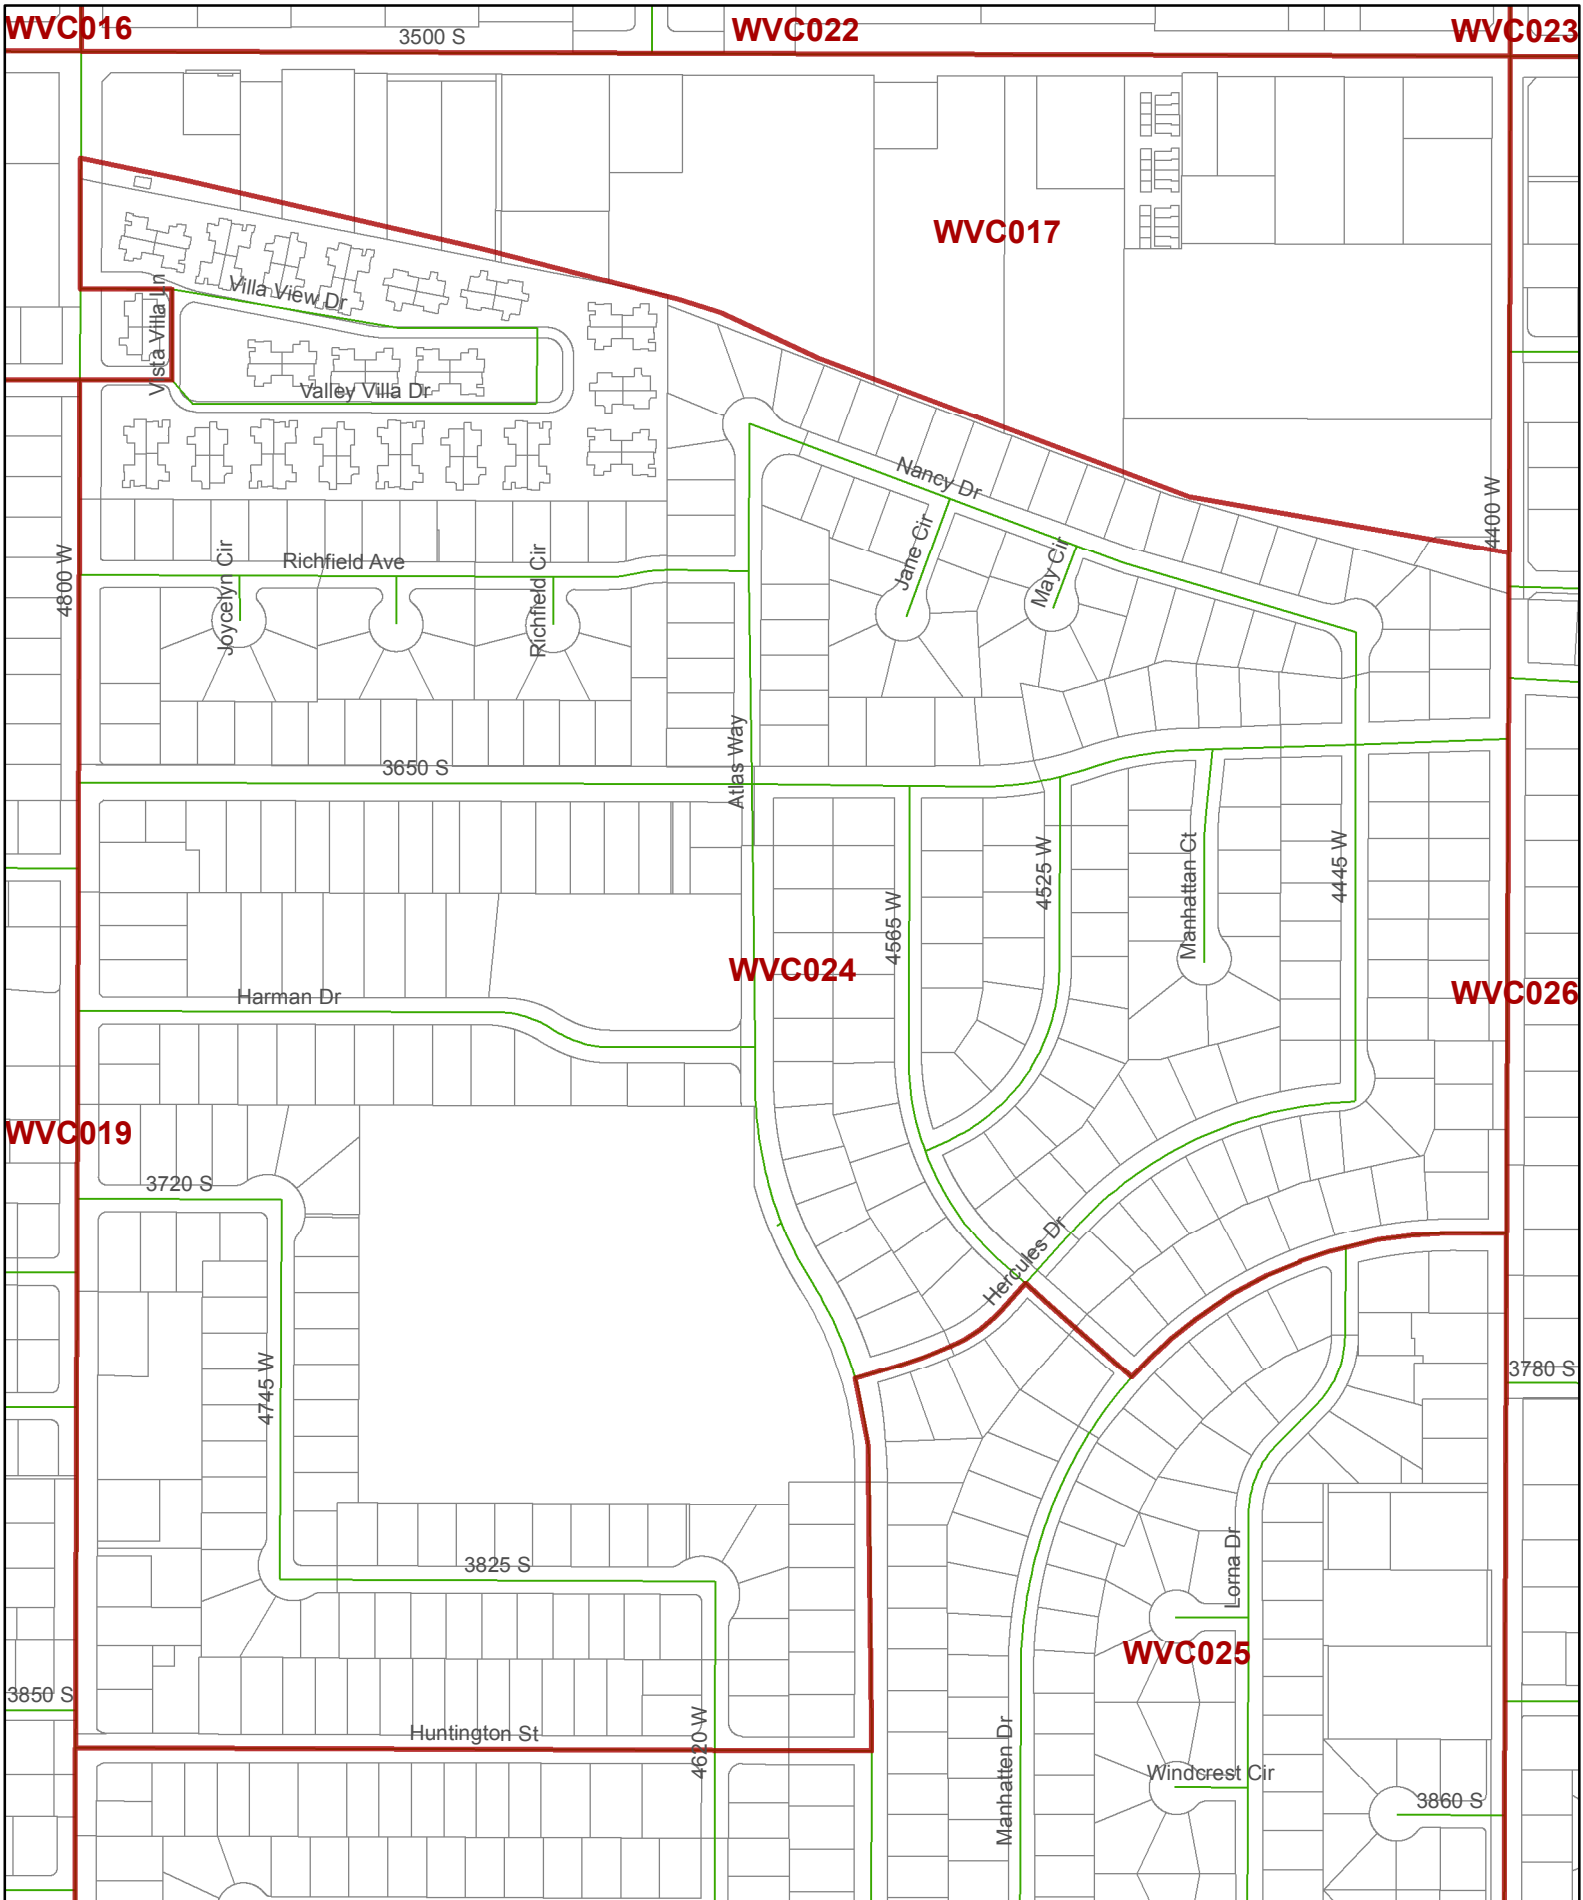 WVC016
3500 S
WVC022
WVC023
WVC017
Villa View Dr
Vista Villa Ln
Valley Villa Dr
Nancy Dr
4400 W
Jane Cir
May Cir
4800 W
Joycelyn Cir
Richfield Ave
Richfield Cir
Atlas Way
3650 S
4565 W
4525 W
Manhattan Ct
4445 W
WVC024
Harman Dr
WVC026
WVC019
3720 S
Hercules Dr
4745 W
3780 S
3825 S
Lorna Dr
WVC025
3850 S
Huntington St
4620 W
Manhatten Dr
Windcrest Cir
3860 S